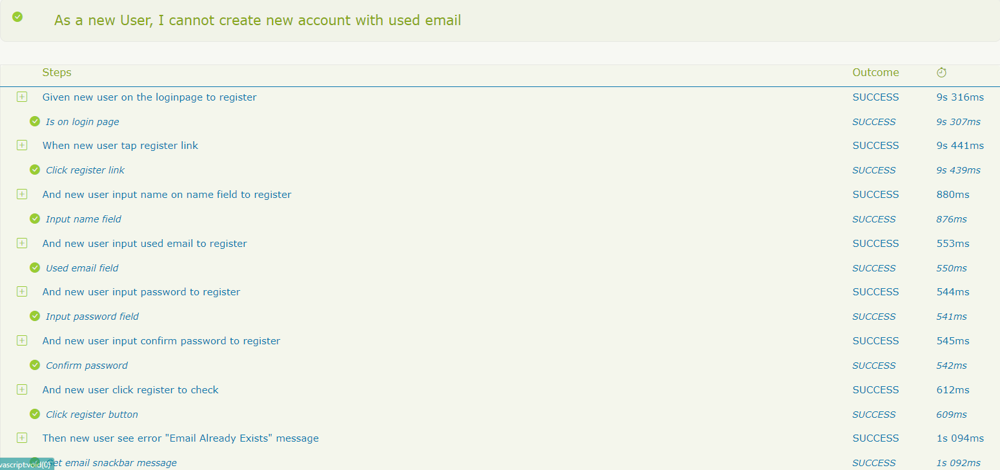 As a new User, I cannot create new account with used email
Steps Outcome
Given new user on the loginpage to register SUCCESS 9s 316ms
Is on login page SUCCESS 9s 307ms
When new user tap register link SUCCESS 9s 441ms
Click register link SUCCESS 9s 439ms
And new user input name on name field to register SUCCESS 880ms
Input name field SUCCESS 876ms
And new user input used email to register SUCCESS 553ms
Used email field SUCCESS 550ms
And new user input password to register SUCCESS 544ms
Input password field SUCCESS 541ms
And new user input confirm password to register SUCCESS 545ms
Confirm password SUCCESS 542ms
And new user click register to check SUCCESS 612ms
Click register button SUCCESS 609ms
Then new user see error "Email Already Exists" message SUCCESS 1s 094ms
vascript:void(0) Get email snackbar message SUCCESS 1s 092ms